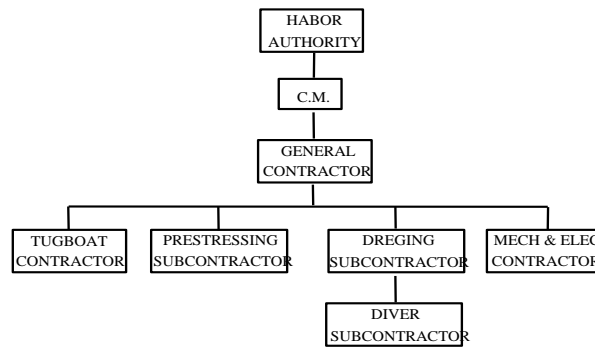 HABOR
AUTHORITY
C.M.
GENERAL
CONTRACTOR
TUGBOAT
CONTRACTOR
PRESTRESSING
SUBCONTRACTOR
DREGING
SUBCONTRACTOR
MECH & ELEC
CONTRACTOR
DIVER
SUBCONTRACTOR